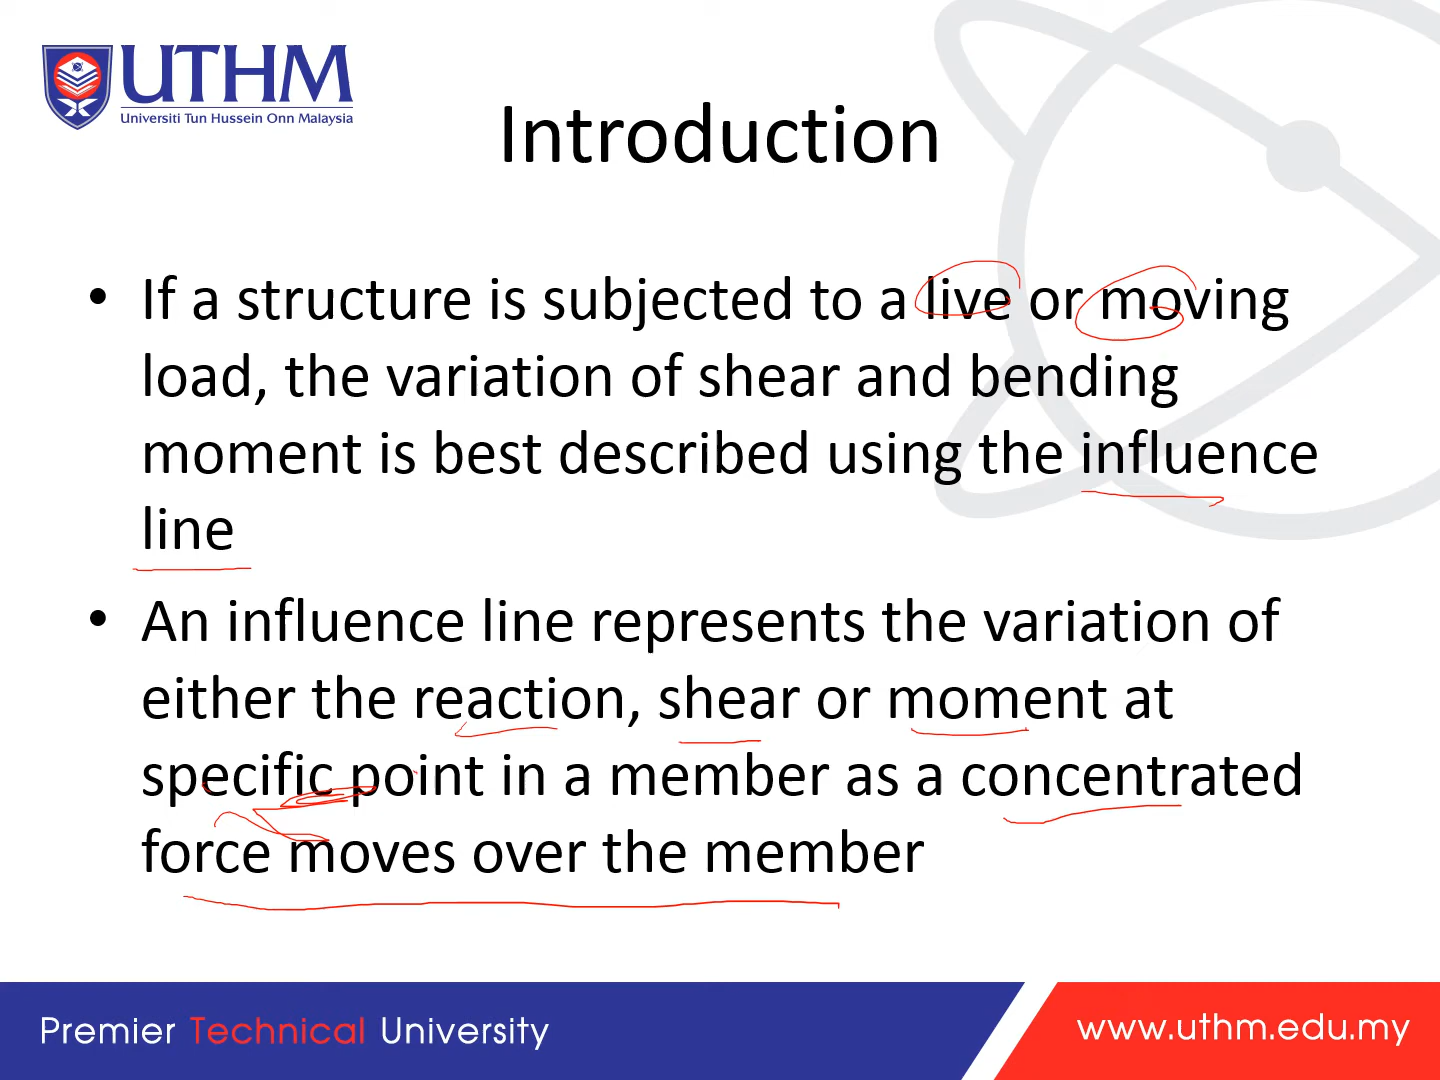 UTHM
Universiti Tun Hussein Onn Malaysia
Introduction
• If a structure is subjected to a live or moving
load, the variation of shear and bending
moment is best described using the influence
line
• An influence line represents the variation of
either the reaction, shear or moment at
specific point in a member as a concentrated
force moves over the member
Premier Technical University
www.uthm.edu.my